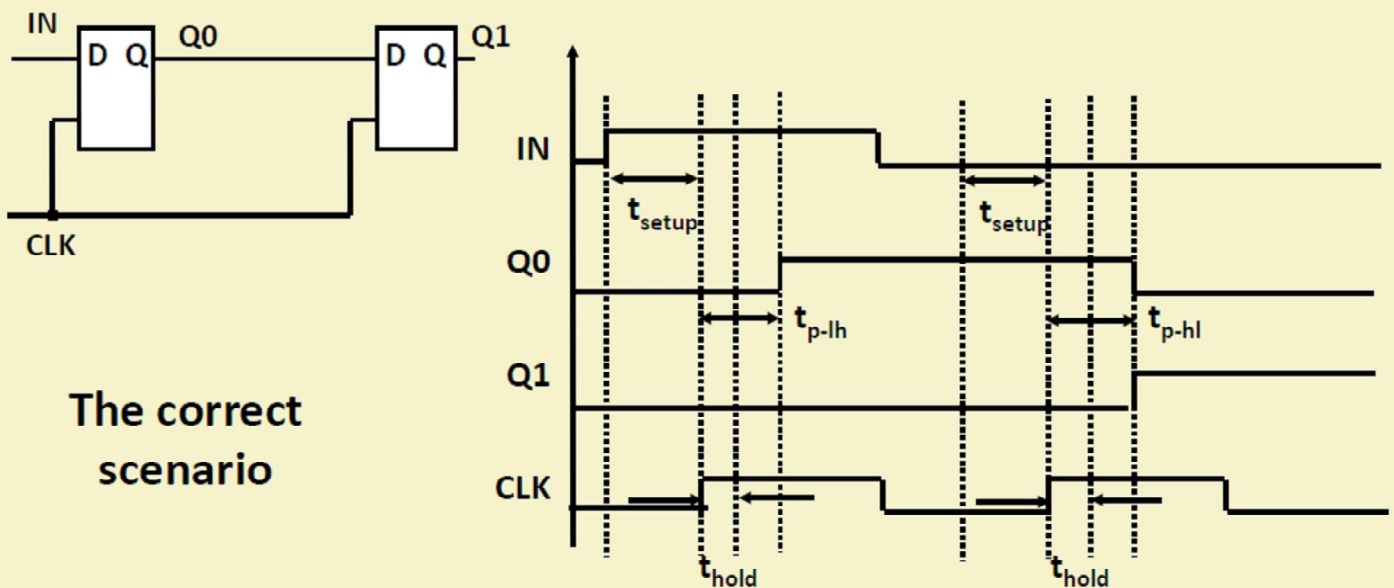 IN
D Q
Q0
D Q
Q1
CLK
IN
t_setup
t_setup
Q0
t_p-lh
t_p-hl
Q1
The correct
scenario
CLK
t_hold
t_hold